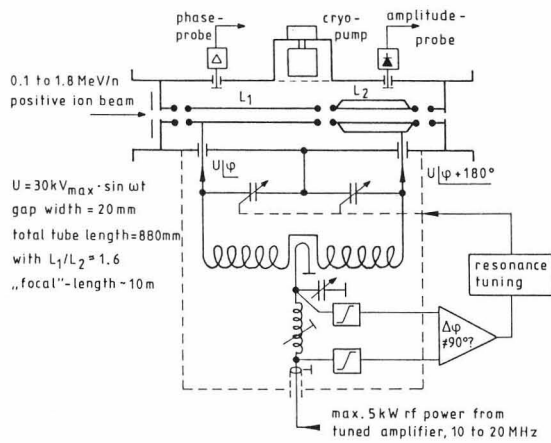 phase-
probe
cryo-
pump
amplitude-
probe
Δ
0.1 to 1.8 MeV/n
positive ion beam
L1
L2
U|φ
U|φ+180°
U = 30kVmax · sin ωt
gap width = 20mm
total tube length = 880mm
with L1/L2 = 1.6
„focal"-length ~ 10m
resonance
tuning
Δφ
≠90°?
max. 5kW rf power from
tuned amplifier, 10 to 20 MHz